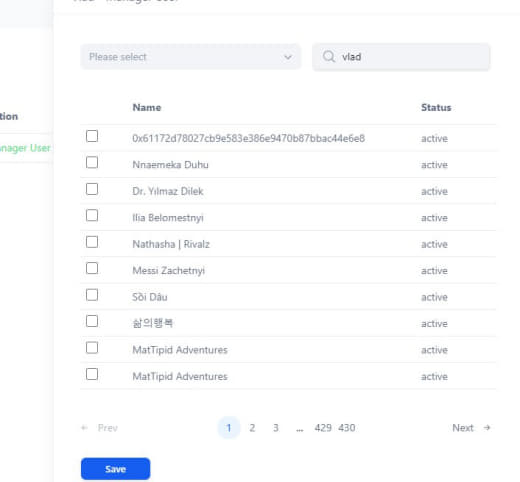 Manager User
Please select
vlad
tion
Name
Status
nager User
0x61172d78027cb9e583e386e9470b87bbac44e6e8
active
Nnaemeka Duhu
active
Dr. Yılmaz Dilek
active
Ilia Belomestnyi
active
Nathasha | Rivalz
active
Messi Zachetnyi
active
Sồi Dâu
active
삶의행복
active
MatTipid Adventures
active
MatTipid Adventures
active
← Prev
1 2 3 ... 429 430
Next →
Save